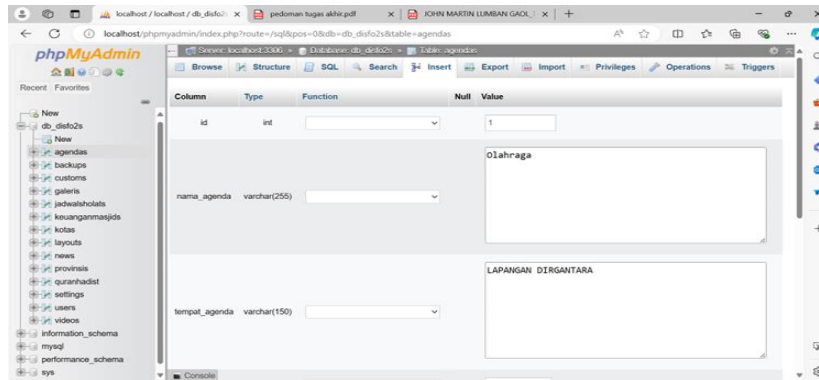 localhost / localhost / db_disfo2s
pedoman tugas akhir.pdf
JOHN MARTIN LUMBAN GAOL_
localhost/phpmyadmin/index.php?route=/sql&pos=0&db=db_disfo2s&table=agendas
phpMyAdmin
Recent Favorites
New
db_disfo2s
New
agendas
backups
customs
galeris
jadwalsholats
keuanganmasjids
kotas
layouts
news
provinsis
quranhadist
settings
users
videos
information_schema
mysql
performance_schema
sys
Server: localhost:3306 » Database: db_disfo2s » Table: agendas
Browse Structure SQL Search Insert Export Import Privileges Operations Triggers
Column Type Function Null Value
id int 1
nama_agenda varchar(255) Olahraga
tempat_agenda varchar(150) LAPANGAN DIRGANTARA
Console